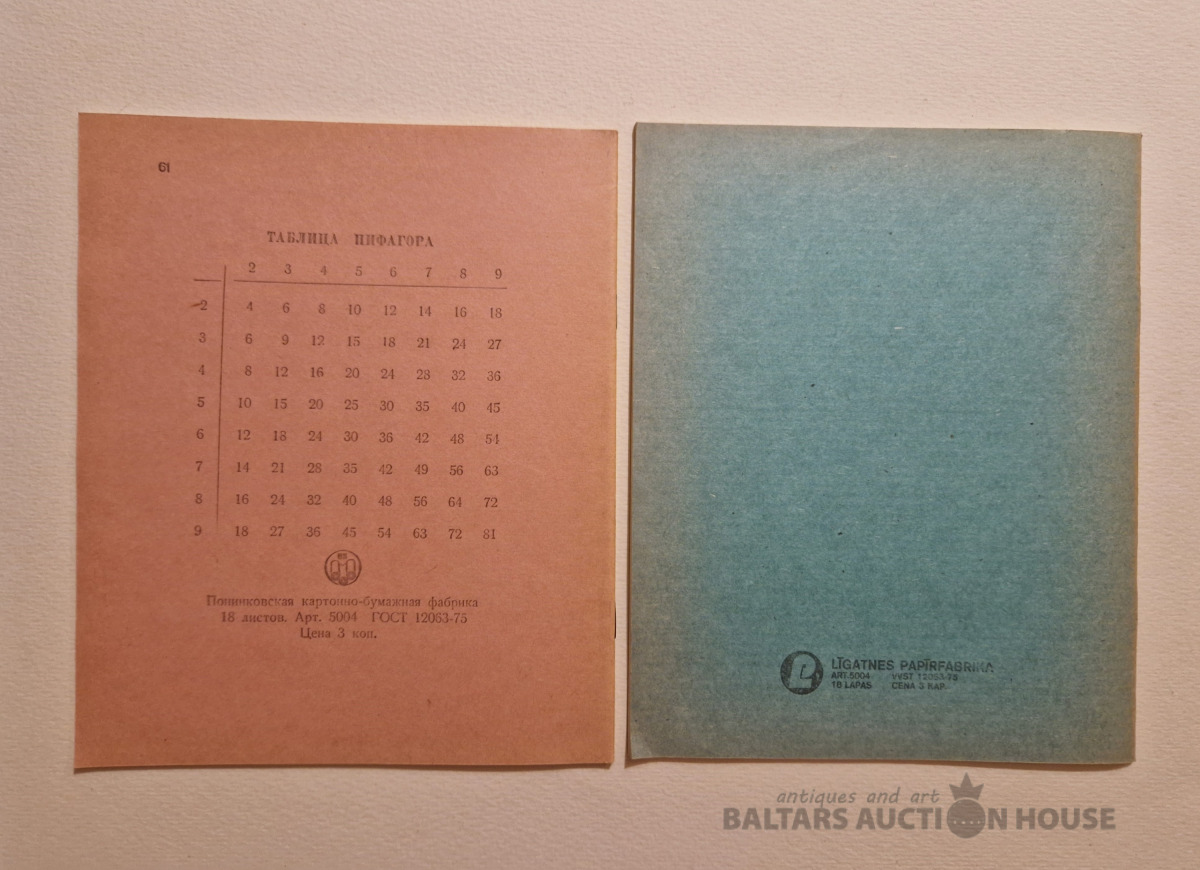 61
ТАБЛИЦА ПИФАГОРА
2 3 4 5 6 7 8 9
2 4 6 8 10 12 14 16 18
3 6 9 12 15 18 21 24 27
4 8 12 16 20 24 28 32 36
5 10 15 20 25 30 35 40 45
6 12 18 24 30 36 42 48 54
7 14 21 28 35 42 49 56 63
8 16 24 32 40 48 56 64 72
9 18 27 36 45 54 63 72 81
Понинковская картонно-бумажная фабрика
18 листов. Арт. 5004 ГОСТ 12063-75
Цена 3 коп.
LĪGATNES PAPĪRFABRIKA
ART.5004 VVST 12063-75
18 LAPAS CENA 3 KAP.
antiques and art
BALTARS AUCTION HOUSE